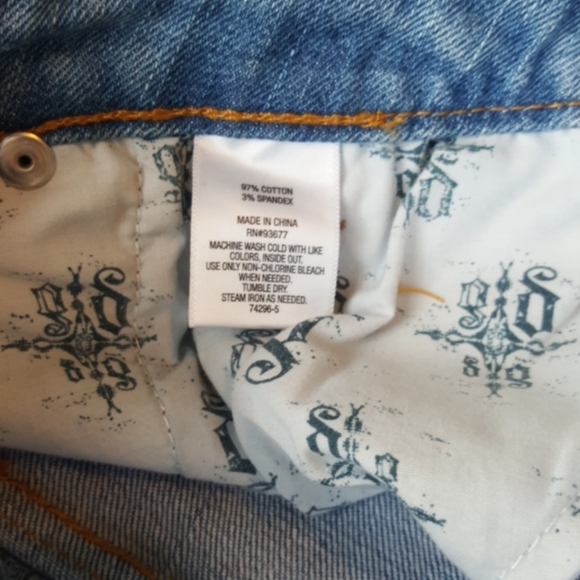 97% COTTON
3% SPANDEX
MADE IN CHINA
RN#93677
MACHINE WASH COLD WITH LIKE
COLORS, INSIDE OUT.
USE ONLY NON-CHLORINE BLEACH
WHEN NEEDED.
TUMBLE DRY.
STEAM IRON AS NEEDED.
74296-5